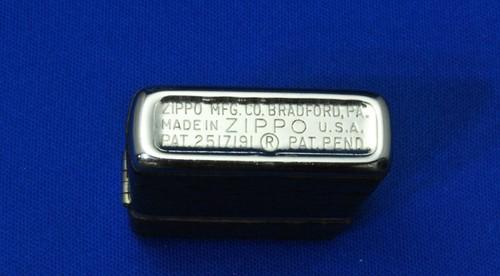 ZIPPO MFG. CO. BRADFORD, PA.
MADE IN ZIPPO U.S.A.
PAT. 2517191 ® PAT. PEND